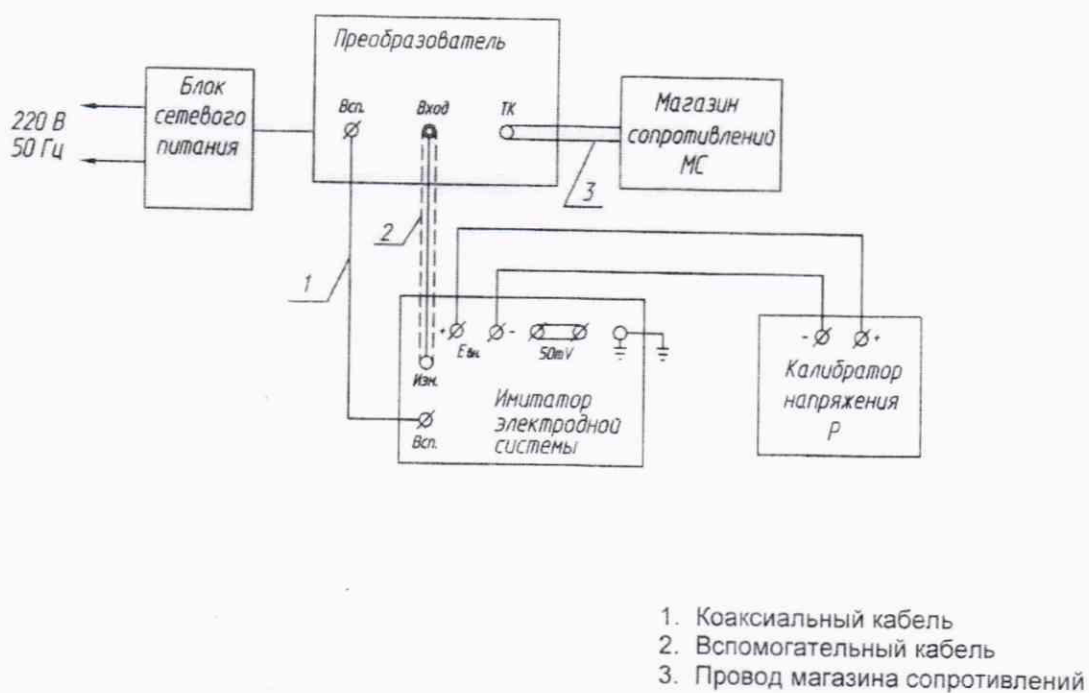 Преобразователь
Блок
сетевого
питания
220 В
50 Гц
Всп.
Вход
ТК
Магазин
сопротивлений
МС
3
2
1
+
-
Е вн.
50mV
Изм.
Всп.
Имитатор
электродной
системы
-
+
Калибратор
напряжения
Р
1. Коаксиальный кабель
2. Вспомогательный кабель
3. Провод магазина сопротивлений